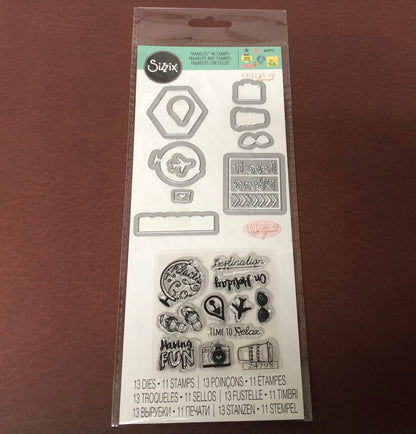 Sizzix
FRAMELITS™ W/ STAMPS
FRAMELITS AVEC ÉTAMPES
FRAMELITS CON SELLOS
Destination
On Holiday
TIME TO Relax
Having
FUN
13 DIES • 11 STAMPS | 13 POINÇONS • 11 ÉTAMPES
13 TROQUELES • 11 SELLOS | 13 FUSTELLE • 11 TIMBRI
13 ВЫРУБКИ • 11 ПЕЧАТИ | 13 STANZEN • 11 STEMPEL